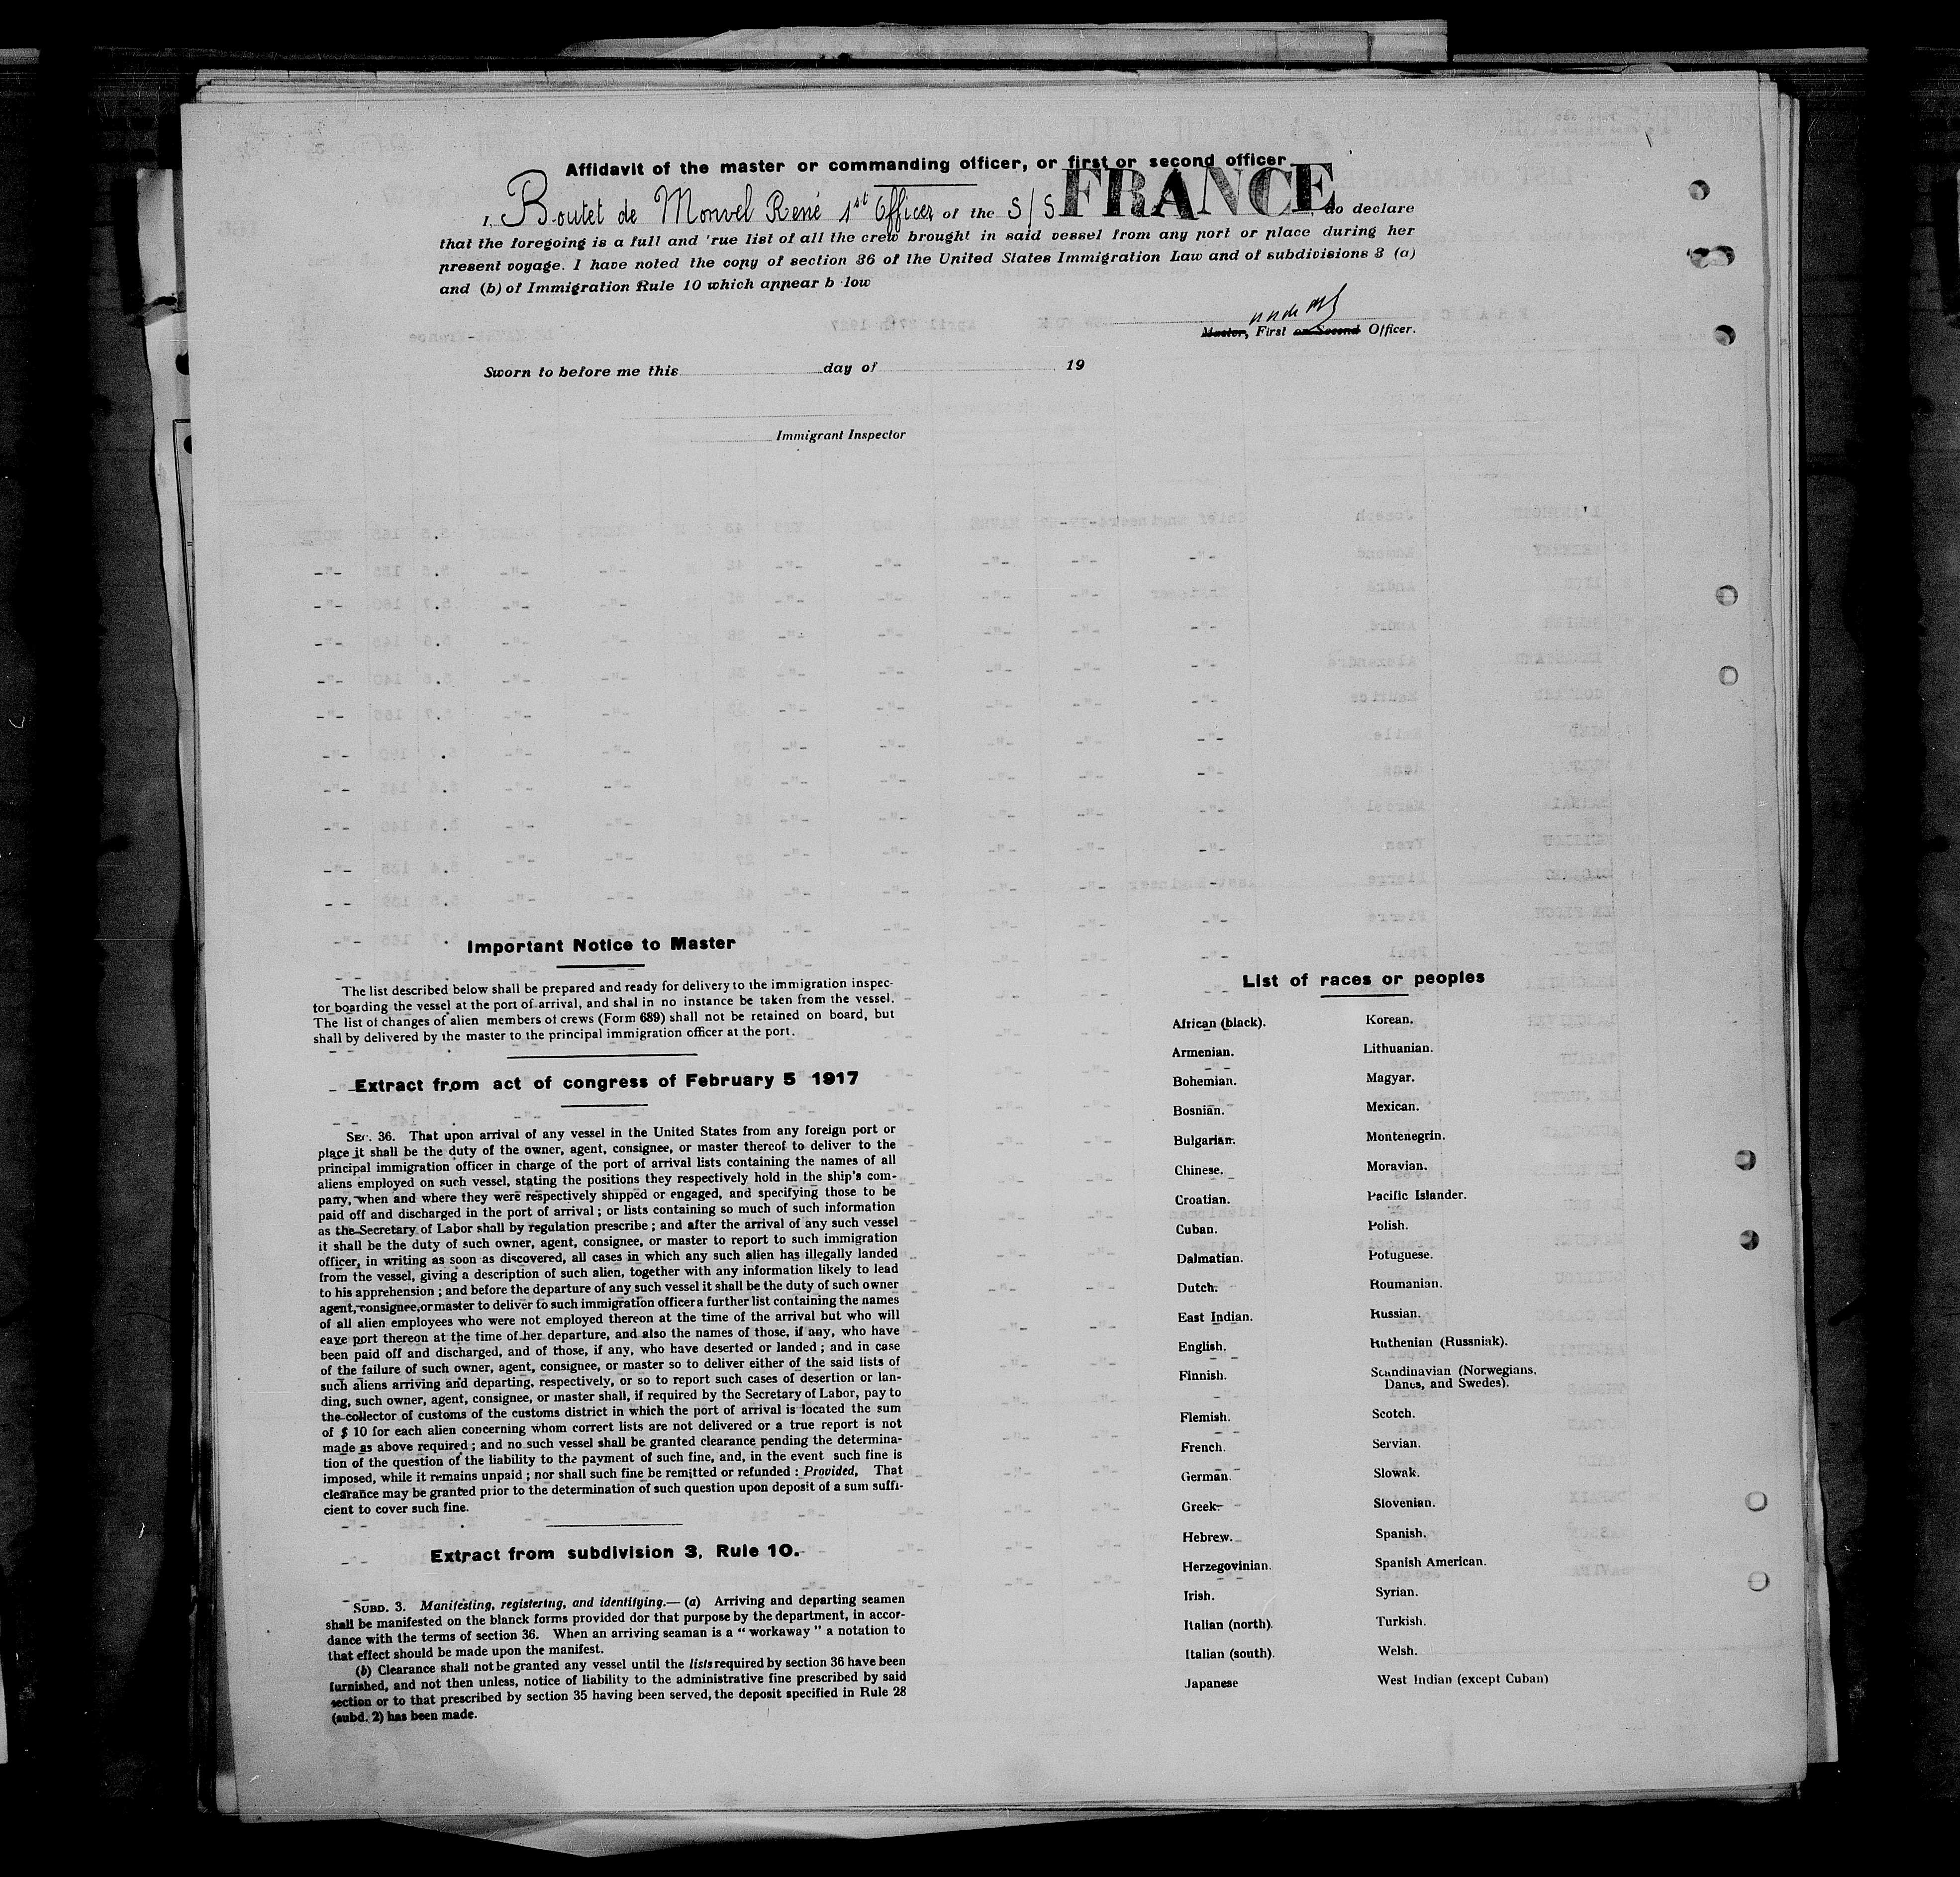 Affidavit of the master or commanding officer, or first or second officer
I, Boutet de Monvel René 1st Officer of the S/S FRANCE do declare
that the foregoing is a full and 'rue list of all the crew brought in said vessel from any port or place during her
present voyage. I have noted the copy of section 36 of the United States Immigration Law and of subdivisions 3 (a)
and (b) of Immigration Rule 10 which appear b low
Master, First or Second Officer.
Sworn to before me this day of 19
Immigrant Inspector
Important Notice to Master
The list described below shall be prepared and ready for delivery to the immigration inspec-
tor boarding the vessel at the port of arrival, and shal in no instance be taken from the vessel.
The list of changes of alien members of crews (Form 689) shall not be retained on board, but
shall by delivered by the master to the principal immigration officer at the port.
Extract from act of congress of February 5 1917
SEC. 36. That upon arrival of any vessel in the United States from any foreign port or
place it shall be the duty of the owner, agent, consignee, or master thereof to deliver to the
principal immigration officer in charge of the port of arrival lists containing the names of all
aliens employed on such vessel, stating the positions they respectively hold in the ship's com-
pany, when and where they were respectively shipped or engaged, and specifying those to be
paid off and discharged in the port of arrival; or lists containing so much of such information
as the Secretary of Labor shall by regulation prescribe; and after the arrival of any such vessel
it shall be the duty of such owner, agent, consignee, or master to report to such immigration
officer, in writing as soon as discovered, all cases in which any such alien has illegally landed
from the vessel, giving a description of such alien, together with any information likely to lead
to his apprehension; and before the departure of any such vessel it shall be the duty of such owner
agent, consignee, or master to deliver to such immigration officer a further list containing the names
of all alien employees who were not employed thereon at the time of the arrival but who will
eave port thereon at the time of her departure, and also the names of those, if any, who have
been paid off and discharged, and of those, if any, who have deserted or landed; and in case
of the failure of such owner, agent, consignee, or master so to deliver either of the said lists of
such aliens arriving and departing, respectively, or so to report such cases of desertion or lan-
ding, such owner, agent, consignee, or master shall, if required by the Secretary of Labor, pay to
the collector of customs of the customs district in which the port of arrival is located the sum
of $ 10 for each alien concerning whom correct lists are not delivered or a true report is not
made as above required; and no such vessel shall be granted clearance pending the determina-
tion of the question of the liability to the payment of such fine, and, in the event such fine is
imposed, while it remains unpaid; nor shall such fine be remitted or refunded: Provided, That
clearance may be granted prior to the determination of such question upon deposit of a sum suffi-
cient to cover such fine.
Extract from subdivision 3, Rule 10.
SUBD. 3. Manifesting, registering, and identifying.— (a) Arriving and departing seamen
shall be manifested on the blanck forms provided dor that purpose by the department, in accor-
dance with the terms of section 36. When an arriving seaman is a " workaway " a notation to
that effect should be made upon the manifest.
(b) Clearance shall not be granted any vessel until the lists required by section 36 have been
furnished, and not then unless, notice of liability to the administrative fine prescribed by said
section or to that prescribed by section 35 having been served, the deposit specified in Rule 28
(subd. 2) has been made.
List of races or peoples
African (black).
Armenian.
Bohemian.
Bosnian.
Bulgarian.
Chinese.
Croatian.
Cuban.
Dalmatian.
Dutch.
East Indian.
English.
Finnish.
Flemish.
French.
German.
Greek.
Hebrew.
Herzegovinian.
Irish.
Italian (north).
Italian (south).
Japanese
Korean.
Lithuanian.
Magyar.
Mexican.
Montenegrin.
Moravian.
Pacific Islander.
Polish.
Potuguese.
Roumanian.
Russian.
Ruthenian (Russniak).
Scandinavian (Norwegians,
Danes, and Swedes).
Scotch.
Servian.
Slowak.
Slovenian.
Spanish.
Spanish American.
Syrian.
Turkish.
Welsh.
West Indian (except Cuban)